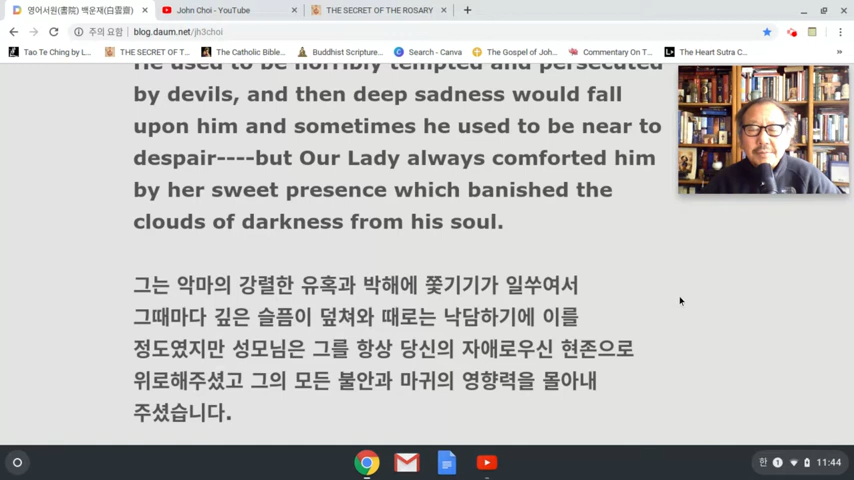 영어서원(書院) 백운재(白雲齋)
John Choi - YouTube
THE SECRET OF THE ROSARY
주의 요함
blog.daum.net/jh3choi
Tao Te Ching by L...
THE SECRET OF T...
The Catholic Bible...
Buddhist Scripture...
Search - Canva
The Gospel of Joh...
Commentary On T...
The Heart Sutra C...
He used to be horribly tempted and persecuted
by devils, and then deep sadness would fall
upon him and sometimes he used to be near to
despair----but Our Lady always comforted him
by her sweet presence which banished the
clouds of darkness from his soul.
그는 악마의 강렬한 유혹과 박해에 쫓기기가 일쑤여서
그때마다 깊은 슬픔이 덮쳐와 때로는 낙담하기에 이를
정도였지만 성모님은 그를 항상 당신의 자애로우신 현존으로
위로해주셨고 그의 모든 불안과 마귀의 영향력을 몰아내
주셨습니다.
한 1 11:44